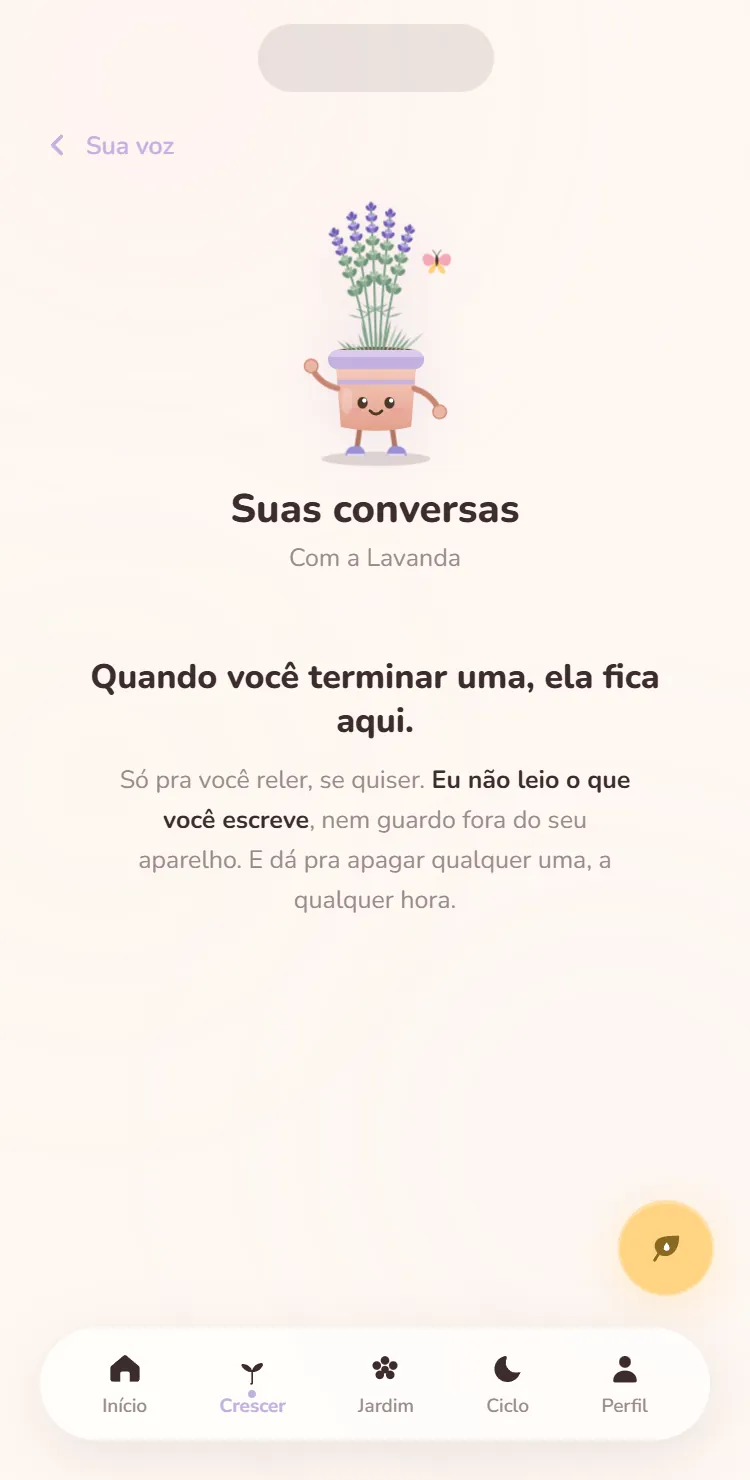 Sua voz
Suas conversas
Com a Lavanda
Quando você terminar uma, ela fica
aqui.
Só pra você reler, se quiser. Eu não leio o que
você escreve, nem guardo fora do seu
aparelho. E dá pra apagar qualquer uma, a
qualquer hora.
Início
Crescer
Jardim
Ciclo
Perfil